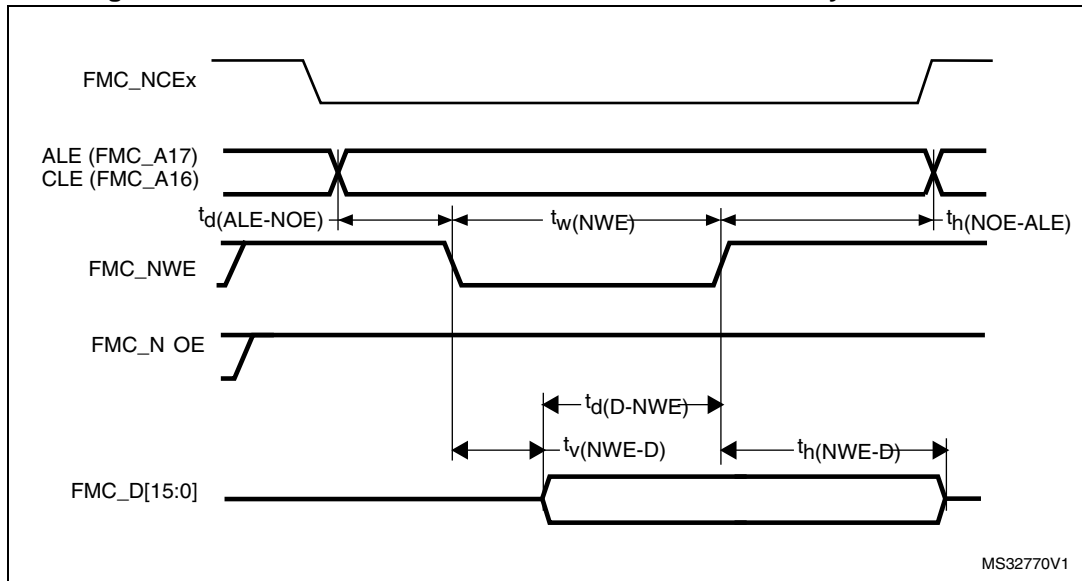 FMC_NCEx
ALE (FMC_A17)
CLE (FMC_A16)
td(ALE-NOE)
tw(NWE)
th(NOE-ALE)
FMC_NWE
FMC_N OE
td(D-NWE)
tv(NWE-D)
th(NWE-D)
FMC_D[15:0]
MS32770V1